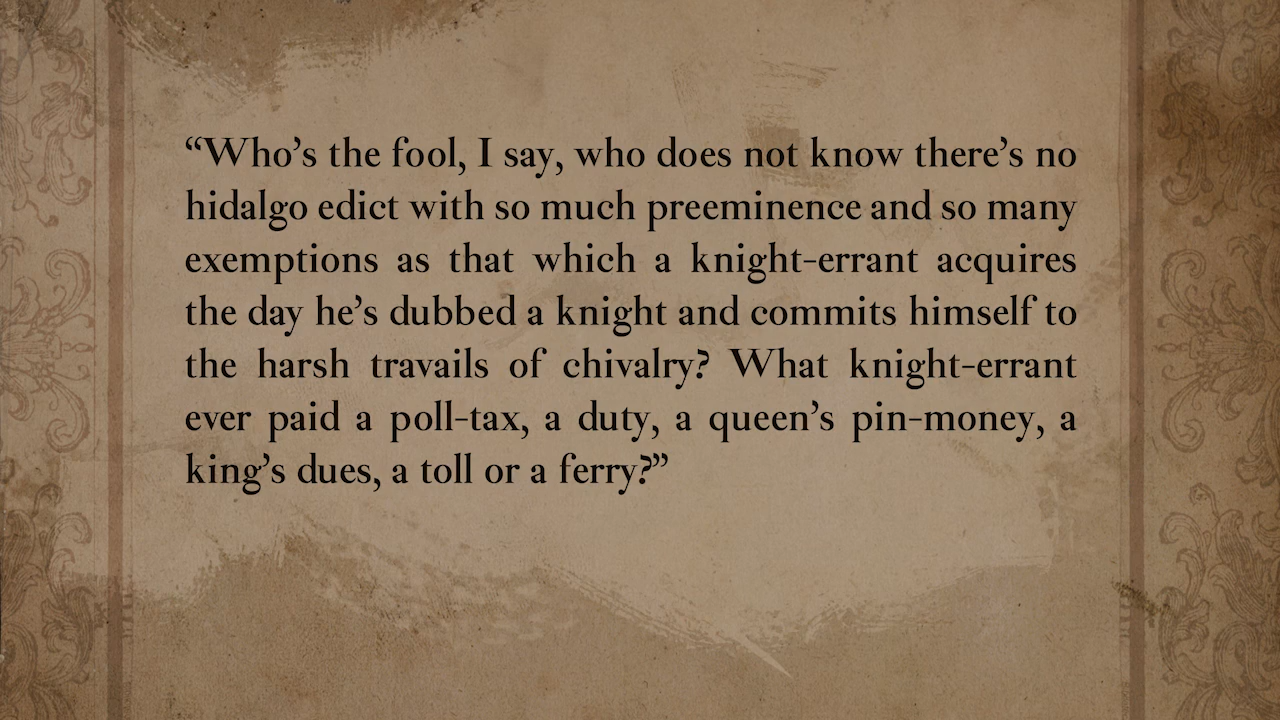 “Who’s the fool, I say, who does not know there’s no
hidalgo edict with so much preeminence and so many
exemptions as that which a knight-errant acquires
the day he’s dubbed a knight and commits himself to
the harsh travails of chivalry? What knight-errant
ever paid a poll-tax, a duty, a queen’s pin-money, a
king’s dues, a toll or a ferry?”